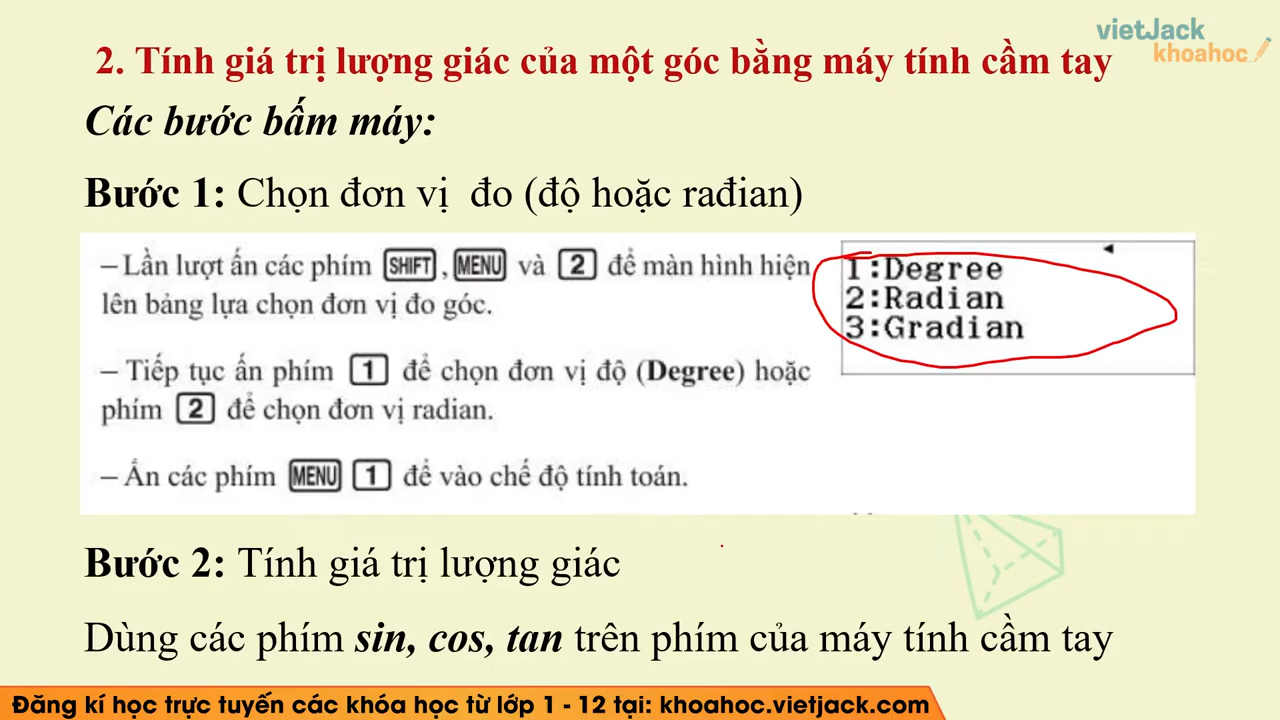 vietJack
khoahoc
2. Tính giá trị lượng giác của một góc bằng máy tính cầm tay
Các bước bấm máy:
Bước 1: Chọn đơn vị đo (độ hoặc rađian)
– Lần lượt ấn các phím SHIFT , MENU và 2 để màn hình hiện
lên bảng lựa chọn đơn vị đo góc.
1:Degree
2:Radian
3:Gradian
– Tiếp tục ấn phím 1 để chọn đơn vị độ (Degree) hoặc
phím 2 để chọn đơn vị radian.
– Ấn các phím MENU 1 để vào chế độ tính toán.
Bước 2: Tính giá trị lượng giác
Dùng các phím sin, cos, tan trên phím của máy tính cầm tay
Đăng kí học trực tuyến các khóa học từ lớp 1 - 12 tại: khoahoc.vietjack.com